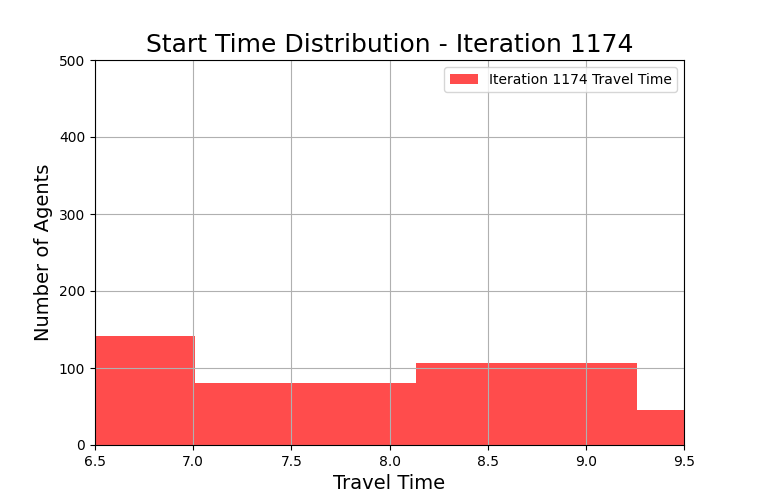 Start Time Distribution - Iteration 1174
Iteration 1174 Travel Time
Number of Agents
500
400
300
200
100
0
6.5 7.0 7.5 8.0 8.5 9.0 9.5
Travel Time